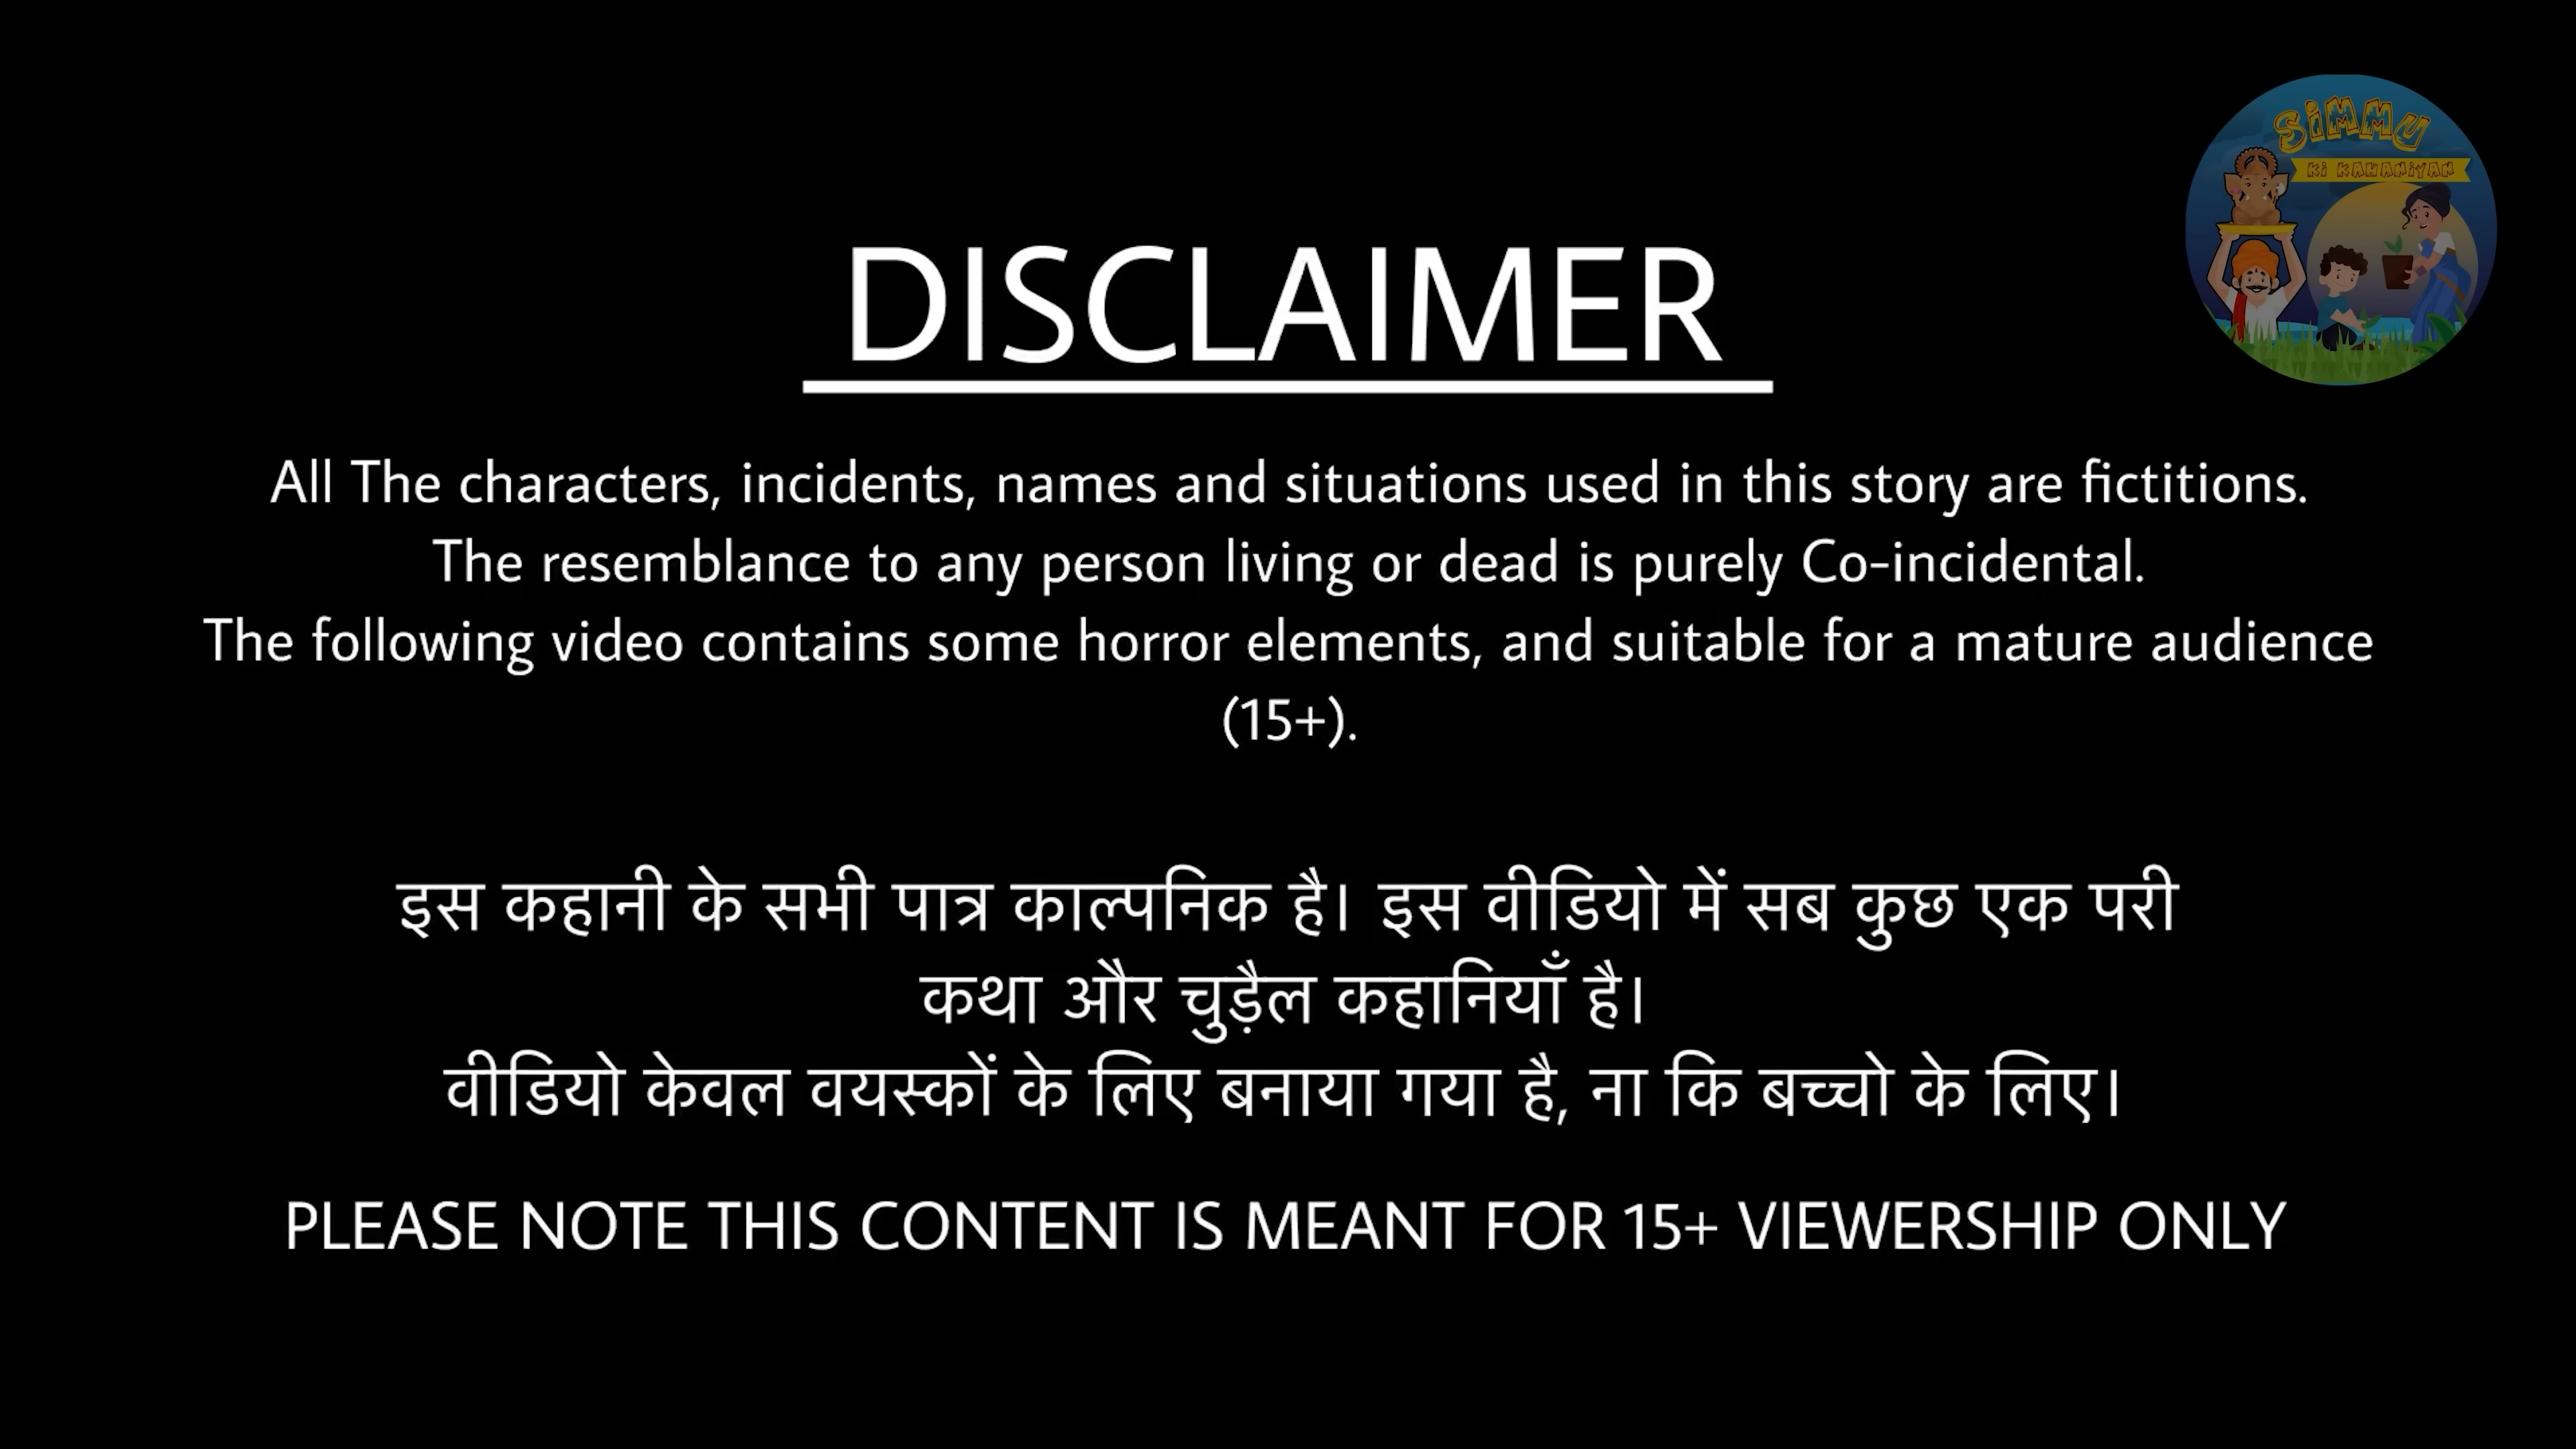 SIMMU
KI KAHANIYAN
DISCLAIMER
All The characters, incidents, names and situations used in this story are fictitions.
The resemblance to any person living or dead is purely Co-incidental.
The following video contains some horror elements, and suitable for a mature audience
(15+).
इस कहानी के सभी पात्र काल्पनिक है। इस वीडियो में सब कुछ एक परी
कथा और चुड़ैल कहानियाँ है।
वीडियो केवल वयस्कों के लिए बनाया गया है, ना कि बच्चो के लिए।
PLEASE NOTE THIS CONTENT IS MEANT FOR 15+ VIEWERSHIP ONLY